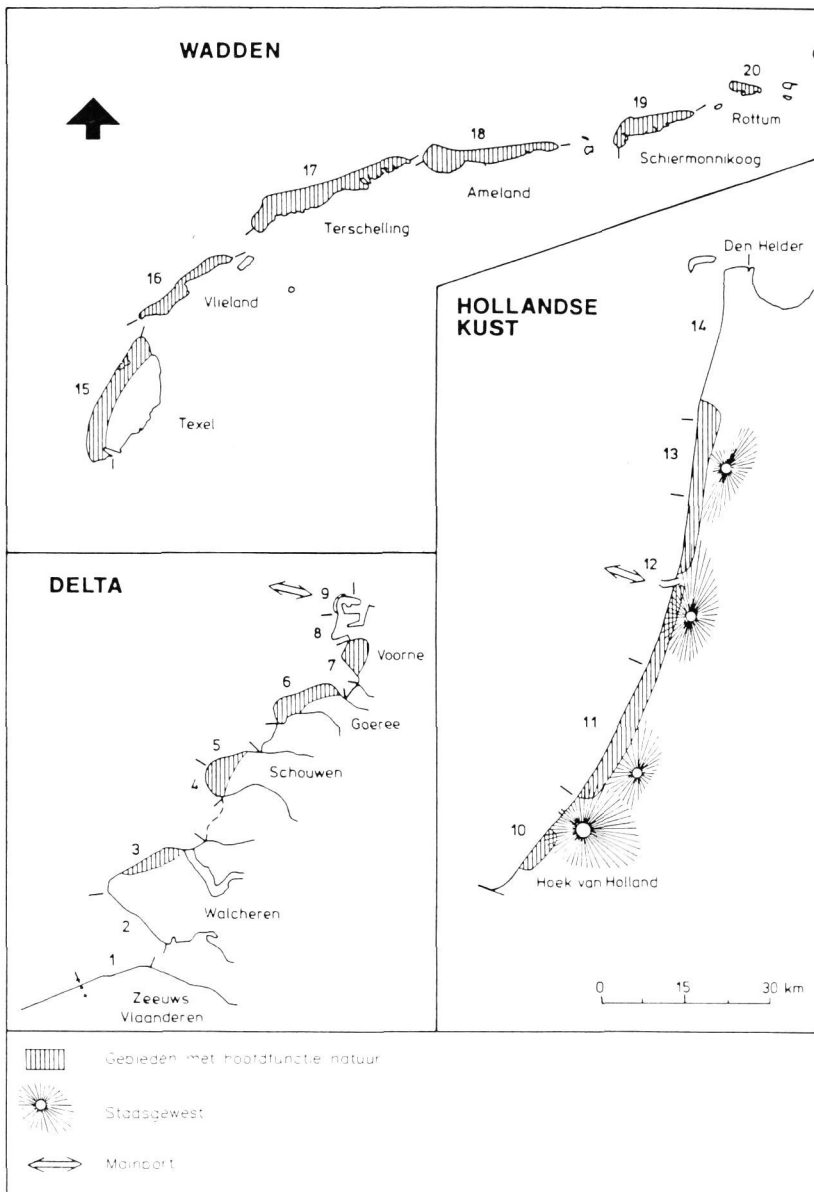 WADDEN
20
Rottum
19
Schiermonnikoog
18
Ameland
17
Terschelling
16
Vlieland
15
Texel
HOLLANDSE
KUST
Den Helder
14
13
12
11
10
Hoek van Holland
0 15 30 km
DELTA
9
8
Voorne
7
6
Goeree
5
Schouwen
4
3
Walcheren
2
1
Zeeuws
Vlaanderen
Gebieden met hoofdfunctie natuur
Stadsgewest
Mainport